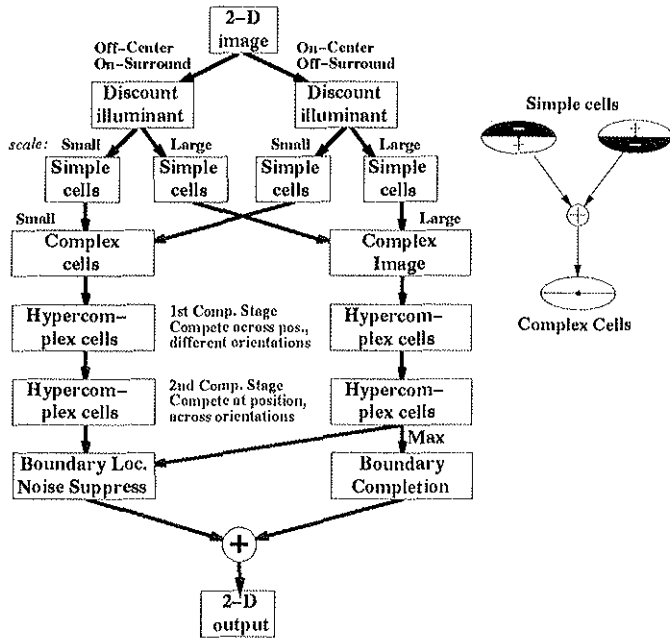 2-D
image
Off-Center
On-Surround
On-Center
Off-Surround
Discount
illuminant
Discount
illuminant
scale:
Small
Large
Small
Large
Simple
cells
Simple
cells
Simple
cells
Simple
cells
Small
Large
Complex
cells
Complex
Image
Hypercom-
plex cells
1st Comp. Stage
Compete across pos.,
different orientations
Hypercom-
plex cells
Hypercom-
plex cells
2nd Comp. Stage
Compete at position,
across orientations
Hypercom-
plex cells
Max
Boundary Loc.
Noise Suppress
Boundary
Completion
+
2-D
output
Simple cells
− −
+ +
+
Complex Cells